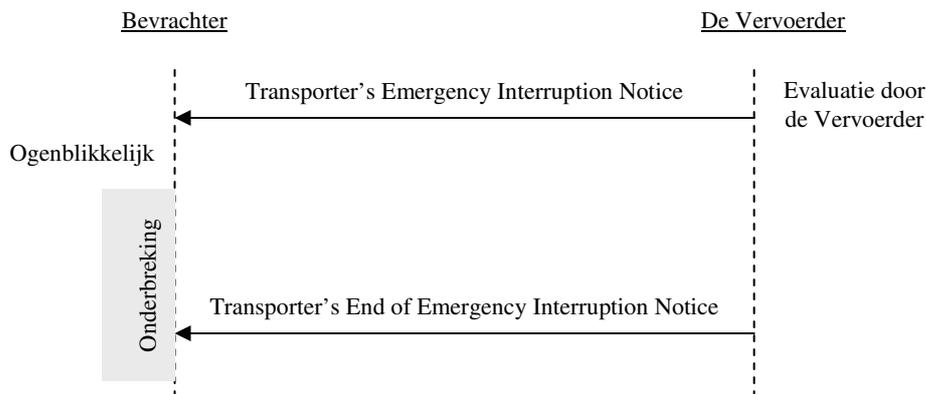 Bevrachter
De Vervoerder
Transporter’s Emergency Interruption Notice
Evaluatie door
de Vervoerder
Ogenblikkelijk
Onderbreking
Transporter’s End of Emergency Interruption Notice